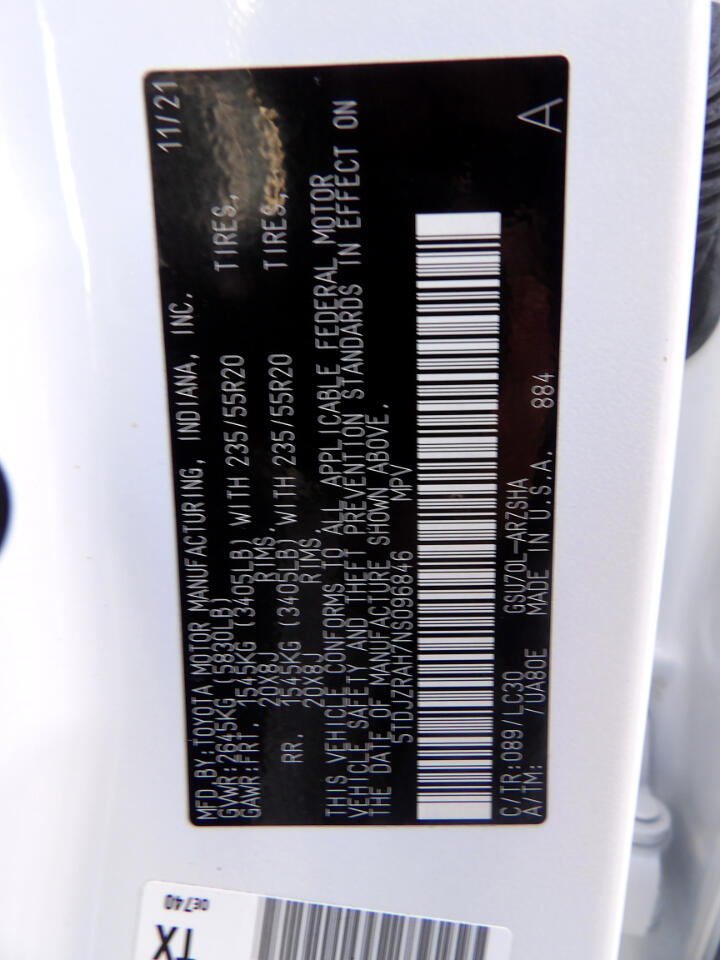 MFD.BY:TOYOTA MOTOR MANUFACTURING, INDIANA, INC. 11/21
GVWR:2645KG (5830LB)
GAWR:FRT. 1545KG (3405LB) WITH 235/55R20 TIRES,
20X8J RIMS,
RR. 1545KG (3405LB) WITH 235/55R20 TIRES,
20X8J RIMS,
THIS VEHICLE CONFORMS TO ALL APPLICABLE FEDERAL MOTOR
VEHICLE SAFETY AND THEFT PREVENTION STANDARDS IN EFFECT ON
THE DATE OF MANUFACTURE SHOWN ABOVE.
5TDJZRAH7NS096846 MPV
C/TR:089/LC30 GSU70L-ARZSHA
A/TM: /UA80E MADE IN U.S.A. 884 A
0E740
TX